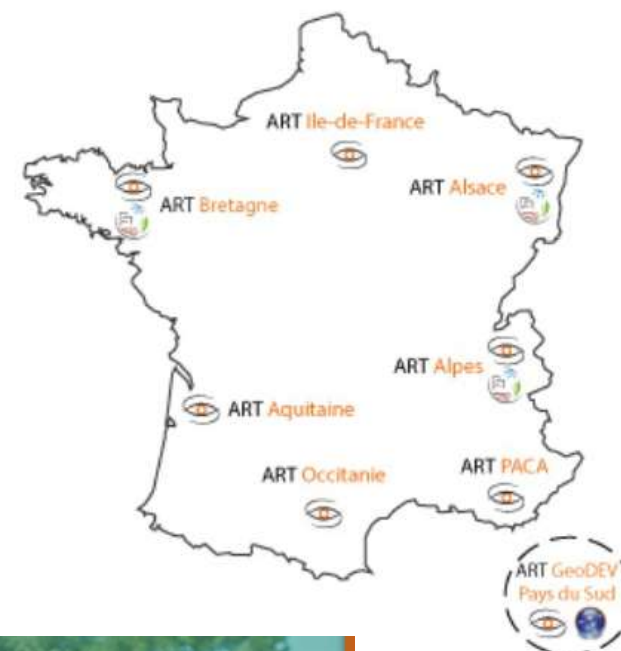 ART Ile-de-France
ART Bretagne
ART Alsace
ART Alpes
ART Aquitaine
ART Occitanie
ART PACA
ART GeoDEV
Pays du Sud